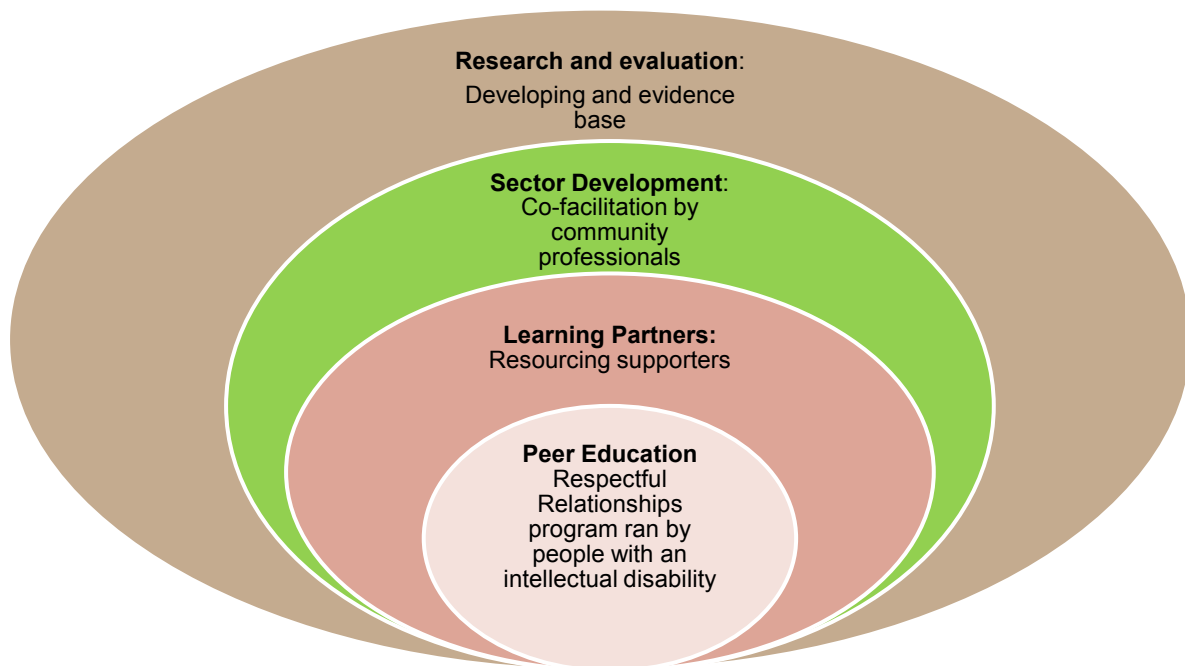 Research and evaluation:
Developing and evidence
base
Sector Development:
Co-facilitation by
community
professionals
Learning Partners:
Resourcing supporters
Peer Education
Respectful
Relationships
program ran by
people with an
intellectual disability